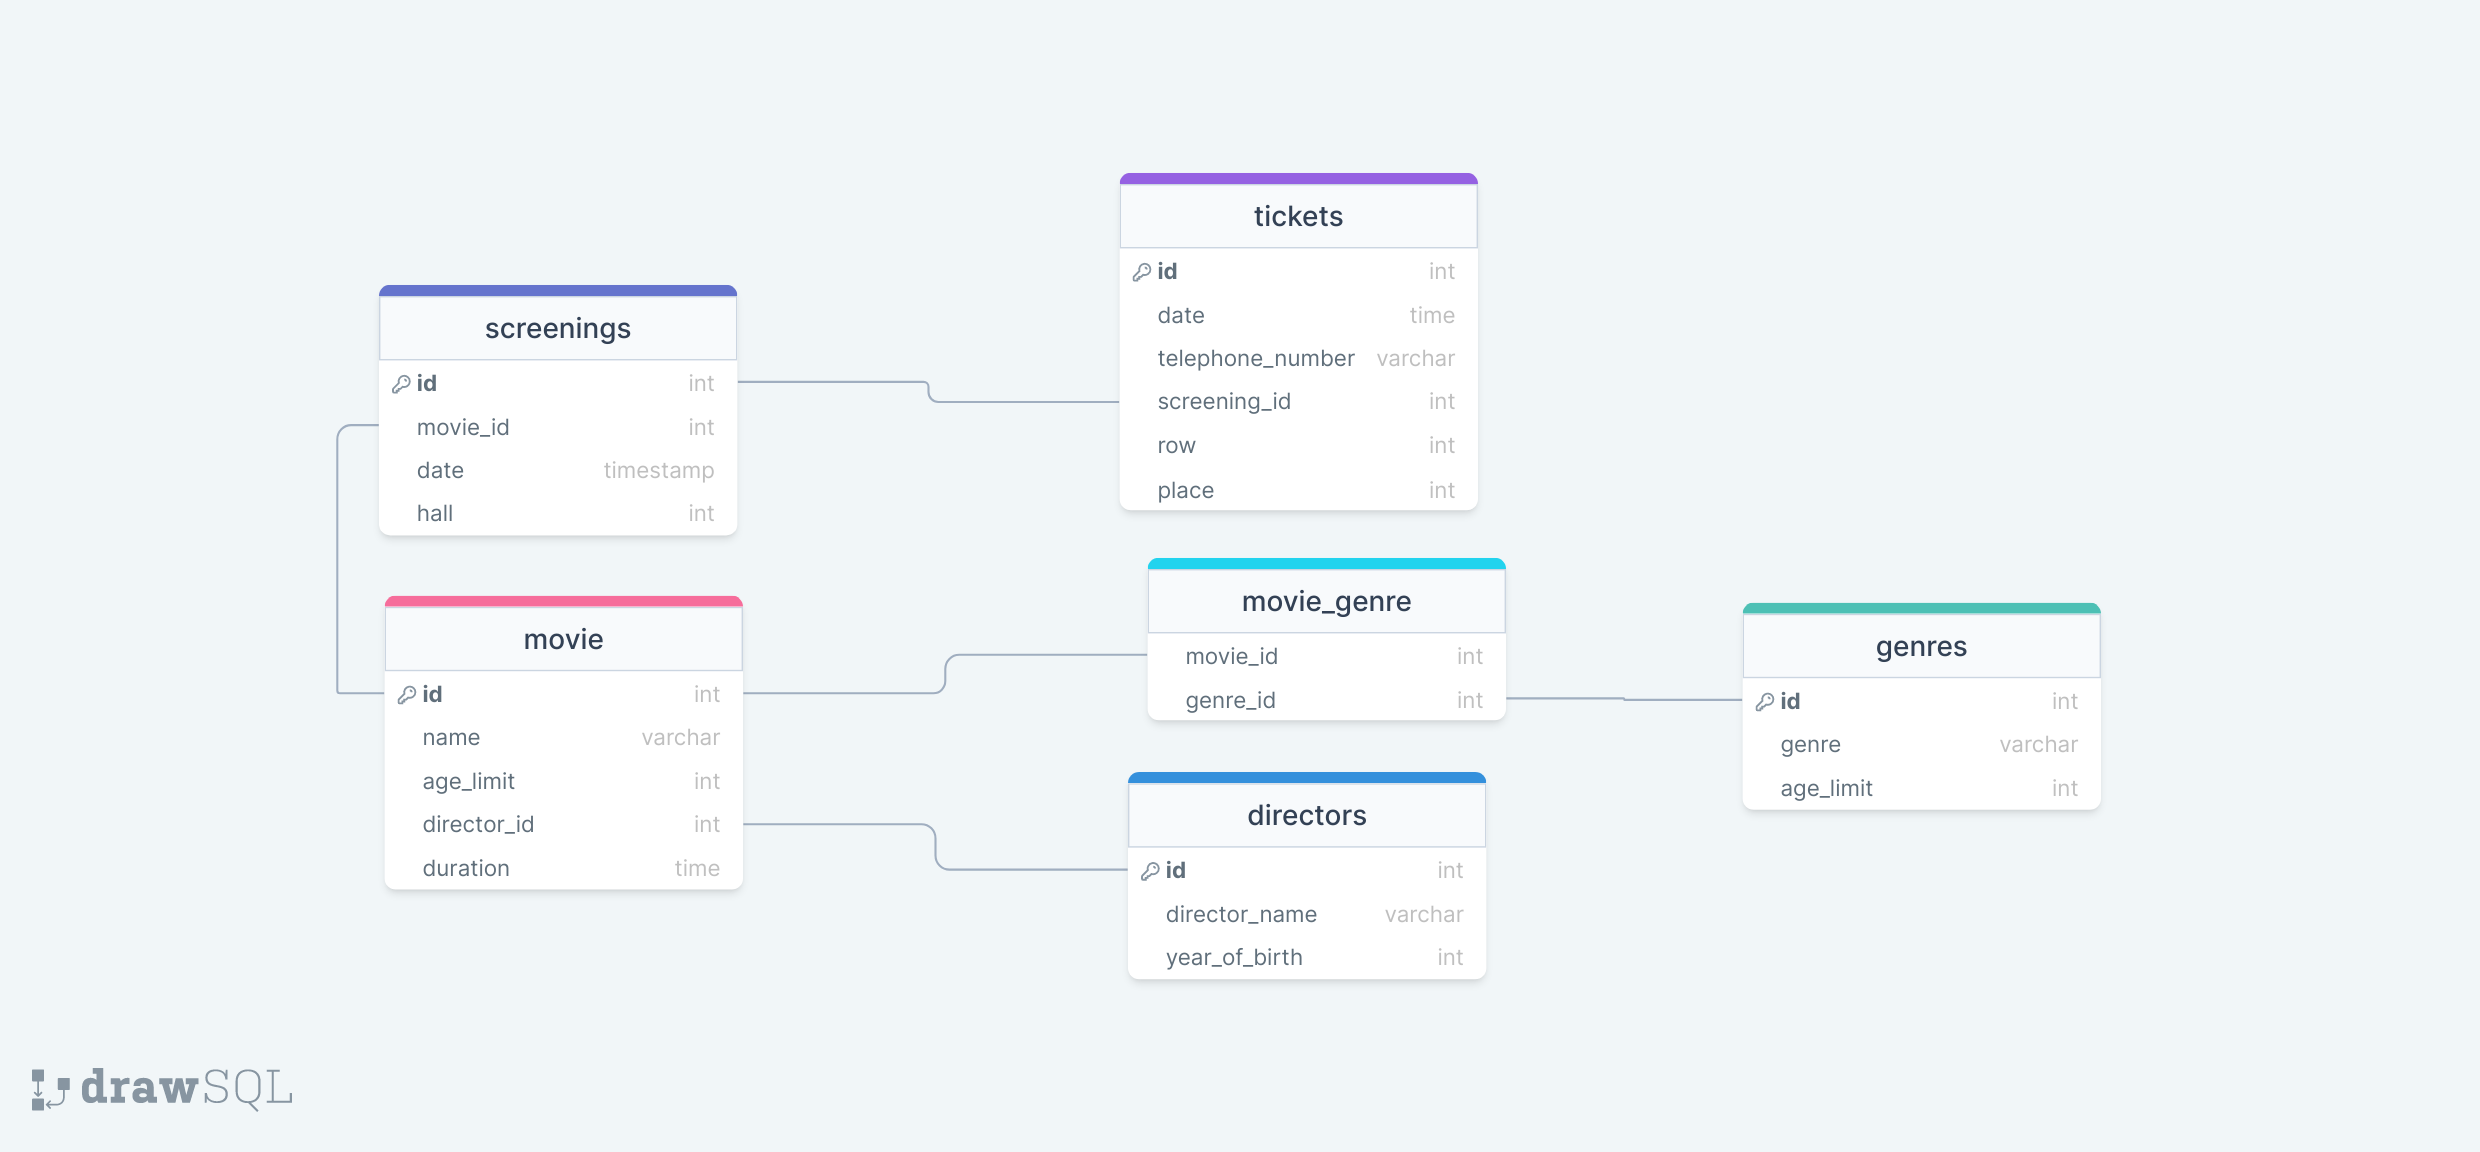 tickets
id int
date time
telephone_number varchar
screening_id int
row int
place int
screenings
id int
movie_id int
date timestamp
hall int
movie
id int
name varchar
age_limit int
director_id int
duration time
movie_genre
movie_id int
genre_id int
genres
id int
genre varchar
age_limit int
directors
id int
director_name varchar
year_of_birth int
drawSQL